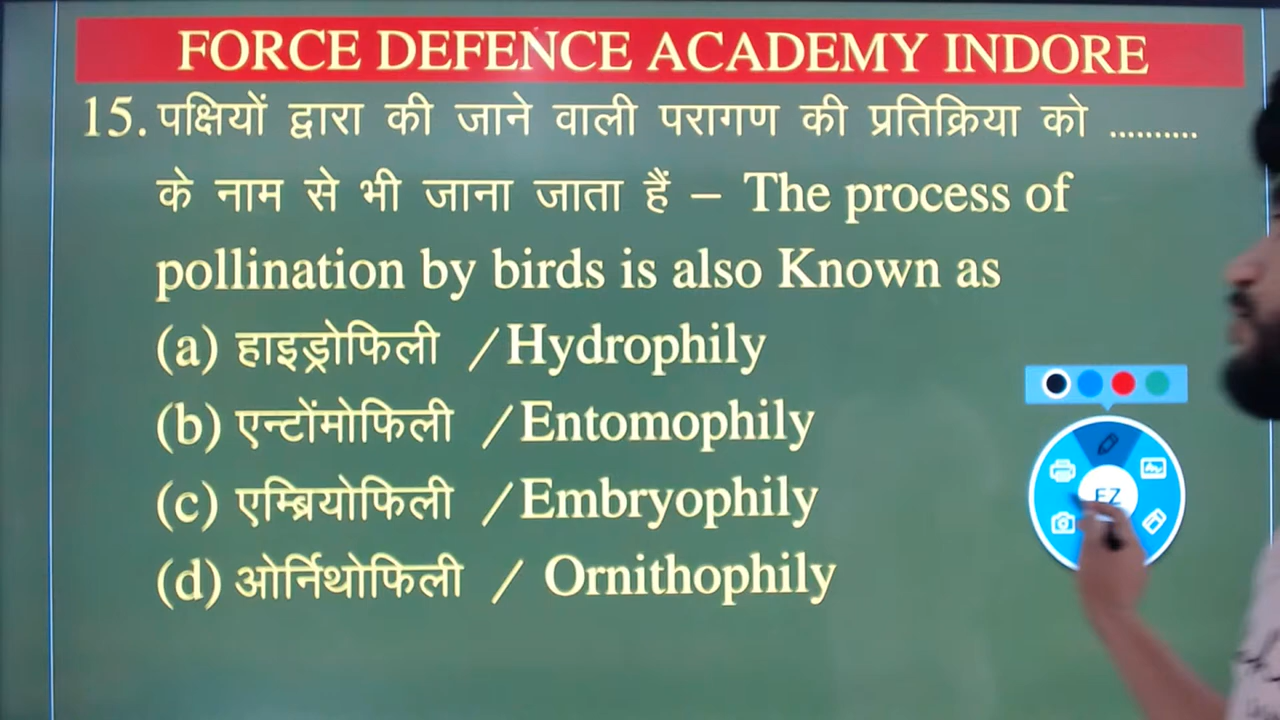 FORCE DEFENCE ACADEMY INDORE
15. पक्षियों द्वारा की जाने वाली परागण की प्रतिक्रिया को ..........
के नाम से भी जाना जाता हैं – The process of
pollination by birds is also Known as
(a) हाइड्रोफिली / Hydrophily
(b) एन्टोंमोफिली / Entomophily
(c) एम्ब्रियोफिली / Embryophily
(d) ओर्निथोफिली / Ornithophily
EZ